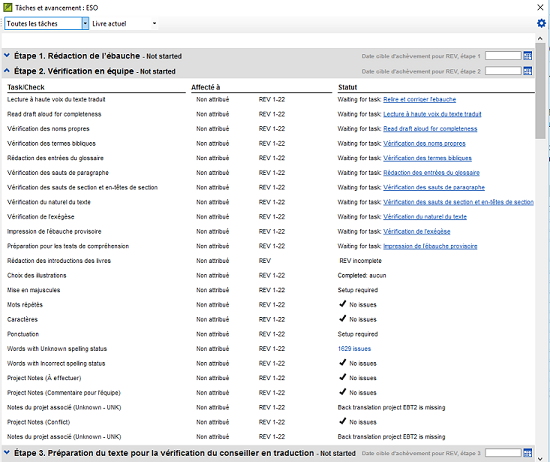 Tâches et avancement : ESO
Toutes les tâches Livre actuel
Étape 1. Rédaction de l'ébauche - Not started Date cible d'achèvement pour REV, étape 1
Étape 2. Vérification en équipe - Not started Date cible d'achèvement pour REV, étape 2
Task/Check Affecté à Statut
Lecture à haute voix du texte traduit Non attribué REV 1-22 Waiting for task: Relire et corriger l'ebauche
Read draft aloud for completeness Non attribué REV 1-22 Waiting for task: Lecture à haute voix du texte traduit
Vérification des noms propres Non attribué REV 1-22 Waiting for task: Read draft aloud for completeness
Vérification des termes bibliques Non attribué REV 1-22 Waiting for task: Vérification des noms propres
Rédaction des entrées du glossaire Non attribué REV 1-22 Waiting for task: Vérification des termes bibliques
Vérification des sauts de paragraphe Non attribué REV 1-22 Waiting for task: Rédaction des entrées du glossaire
Vérification des sauts de section et en-têtes de section Non attribué REV 1-22 Waiting for task: Vérification des sauts de paragraphe
Vérification du naturel du texte Non attribué REV 1-22 Waiting for task: Vérification des sauts de section et en-têtes de section
Vérification de l'exégèse Non attribué REV 1-22 Waiting for task: Vérification du naturel du texte
Impression de l'ébauche provisoire Non attribué REV 1-22 Waiting for task: Vérification de l'exégèse
Préparation pour les tests de compréhension Non attribué REV 1-22 Waiting for task: Impression de l'ébauche provisoire
Rédaction des introductions des livres Non attribué REV REV incomplete
Choix des illustrations Non attribué REV 1-22 Completed: aucun
Mise en majuscules Non attribué REV 1-22 Setup required
Mots répétés Non attribué REV 1-22 No issues
Caractères Non attribué REV 1-22 No issues
Ponctuation Non attribué REV 1-22 Setup required
Words with Unknown spelling status Non attribué REV 1-22 1629 issues
Words with Incorrect spelling status Non attribué REV 1-22 No issues
Project Notes (À effectuer) Non attribué REV 1-22 No issues
Project Notes (Commentaire pour l'équipe) Non attribué REV 1-22 No issues
Notes du projet associé (Unknown - UNK) Non attribué REV 1-22 Back translation project EBT2 is missing
Project Notes (Conflict) Non attribué REV 1-22 No issues
Notes du projet associé (Unknown - UNK) Non attribué REV 1-22 Back translation project EBT2 is missing
Étape 3. Préparation du texte pour la vérification du conseiller en traduction - Not started Date cible d'achèvement pour REV, étape 3